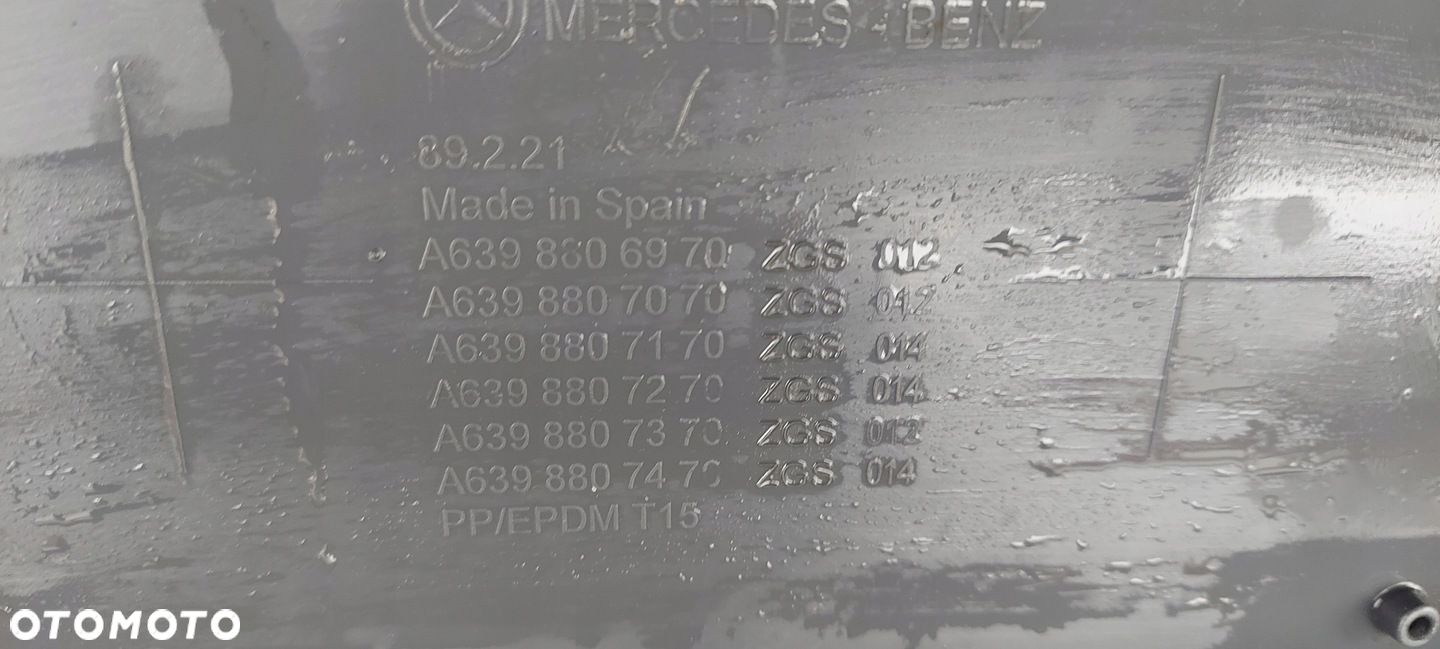 MERCEDES-BENZ
89.2.21
Made in Spain
A639 880 69 70 ZGS 012
A639 880 70 70 ZGS 012
A639 880 71 70 ZGS 014
A639 880 72 70 ZGS 014
A639 880 73 70 ZGS 012
A639 880 74 70 ZGS 014
PP/EPDM T15
OTOMOTO